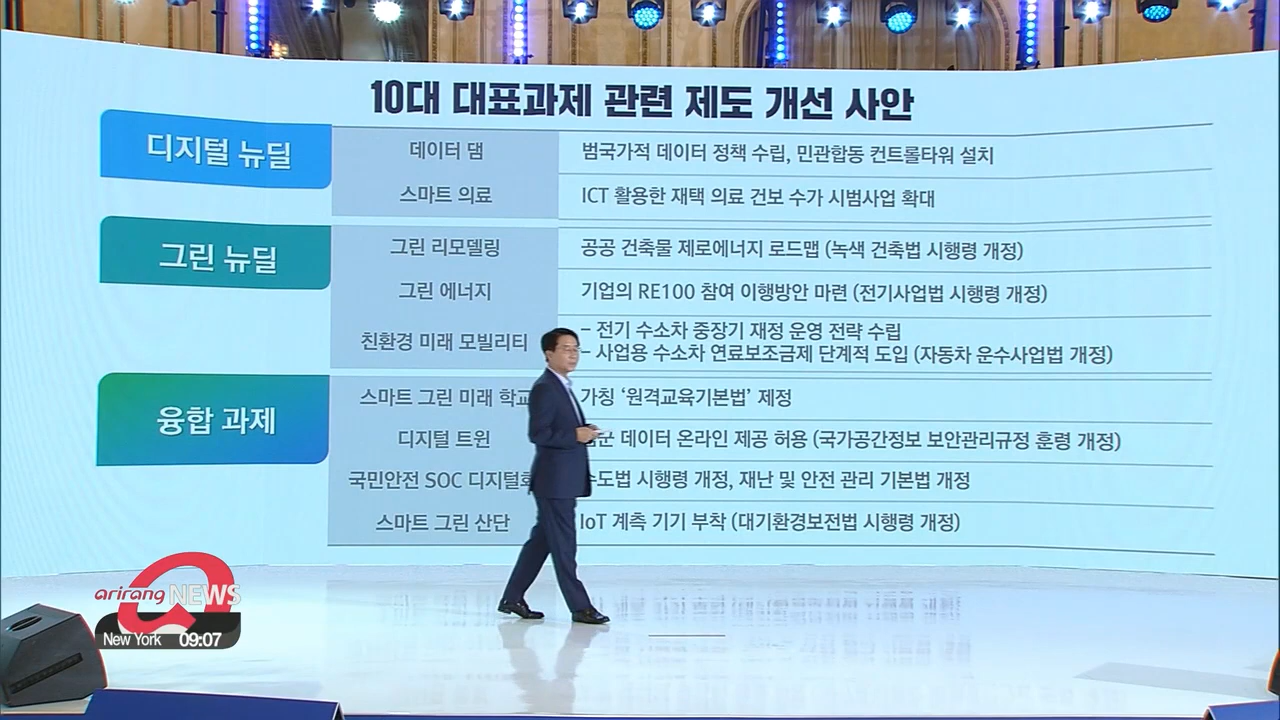 10대 대표과제 관련 제도 개선 사안
디지털 뉴딜
데이터 댐
범국가적 데이터 정책 수립, 민관합동 컨트롤타워 설치
스마트 의료
ICT 활용한 재택 의료 건보 수가 시범사업 확대
그린 뉴딜
그린 리모델링
공공 건축물 제로에너지 로드맵 (녹색 건축법 시행령 개정)
그린 에너지
기업의 RE100 참여 이행방안 마련 (전기사업법 시행령 개정)
친환경 미래 모빌리티
- 전기 수소차 중장기 재정 운영 전략 수립
- 사업용 수소차 연료보조금제 단계적 도입 (자동차 운수사업법 개정)
융합 과제
스마트 그린 미래 학교
가칭 ‘원격교육기본법’ 제정
디지털 트윈
데이터 온라인 제공 허용 (국가공간정보 보안관리규정 훈령 개정)
국민안전 SOC 디지털화
수도법 시행령 개정, 재난 및 안전 관리 기본법 개정
스마트 그린 산단
IoT 계측 기기 부착 (대기환경보전법 시행령 개정)
arirang NEWS
New York 09:07